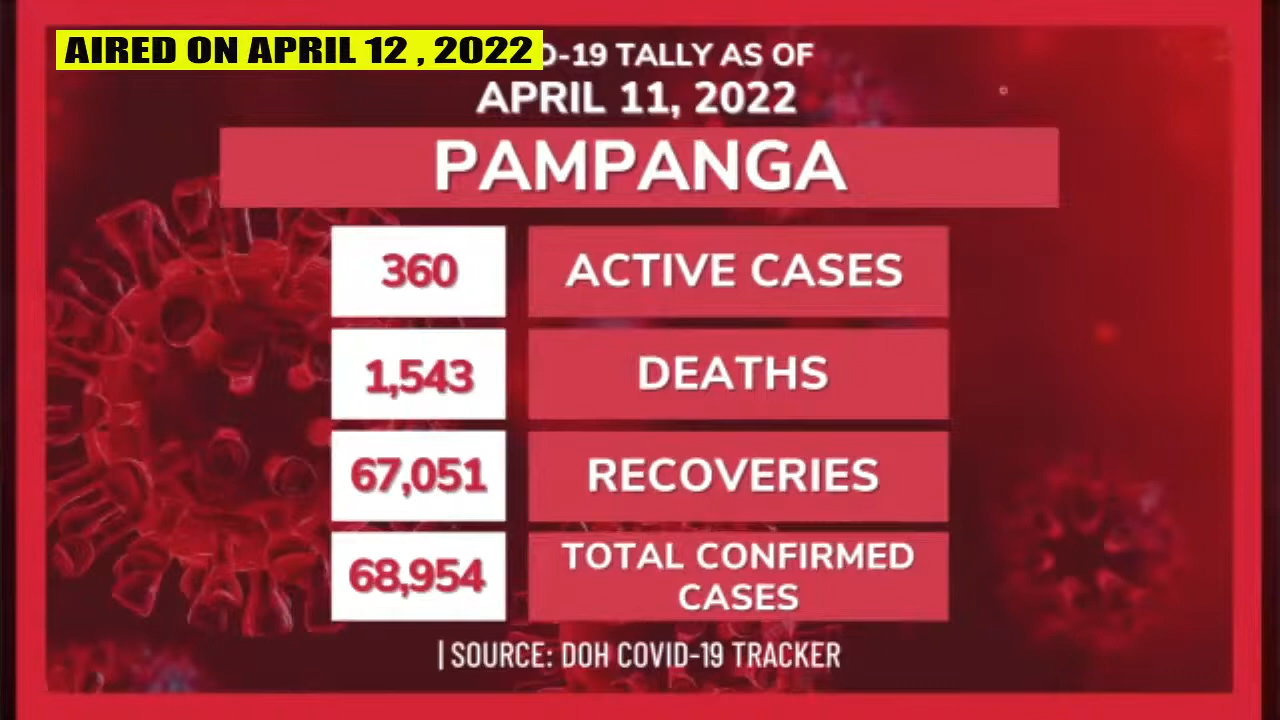 AIRED ON APRIL 12 , 2022
D-19 TALLY AS OF
APRIL 11, 2022
PAMPANGA
360 ACTIVE CASES
1,543 DEATHS
67,051 RECOVERIES
68,954 TOTAL CONFIRMED
CASES
| SOURCE: DOH COVID-19 TRACKER